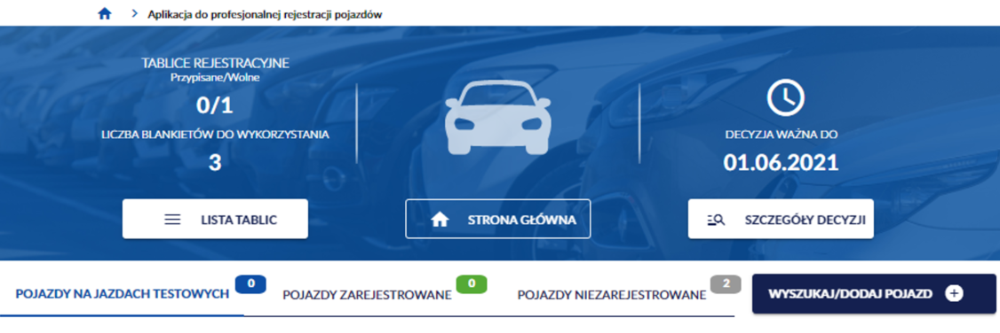 Aplikacja do profesjonalnej rejestracji pojazdów
TABLICE REJESTRACYJNE
Przypisane/Wolne
0/1
LICZBA BLANKIETÓW DO WYKORZYSTANIA
3
LISTA TABLIC
STRONA GŁÓWNA
DECYZJA WAŻNA DO
01.06.2021
SZCZEGÓŁY DECYZJI
POJAZDY NA JAZDACH TESTOWYCH 0
POJAZDY ZAREJESTROWANE 0
POJAZDY NIEZAREJESTROWANE 2
WYSZUKAJ/DODAJ POJAZD